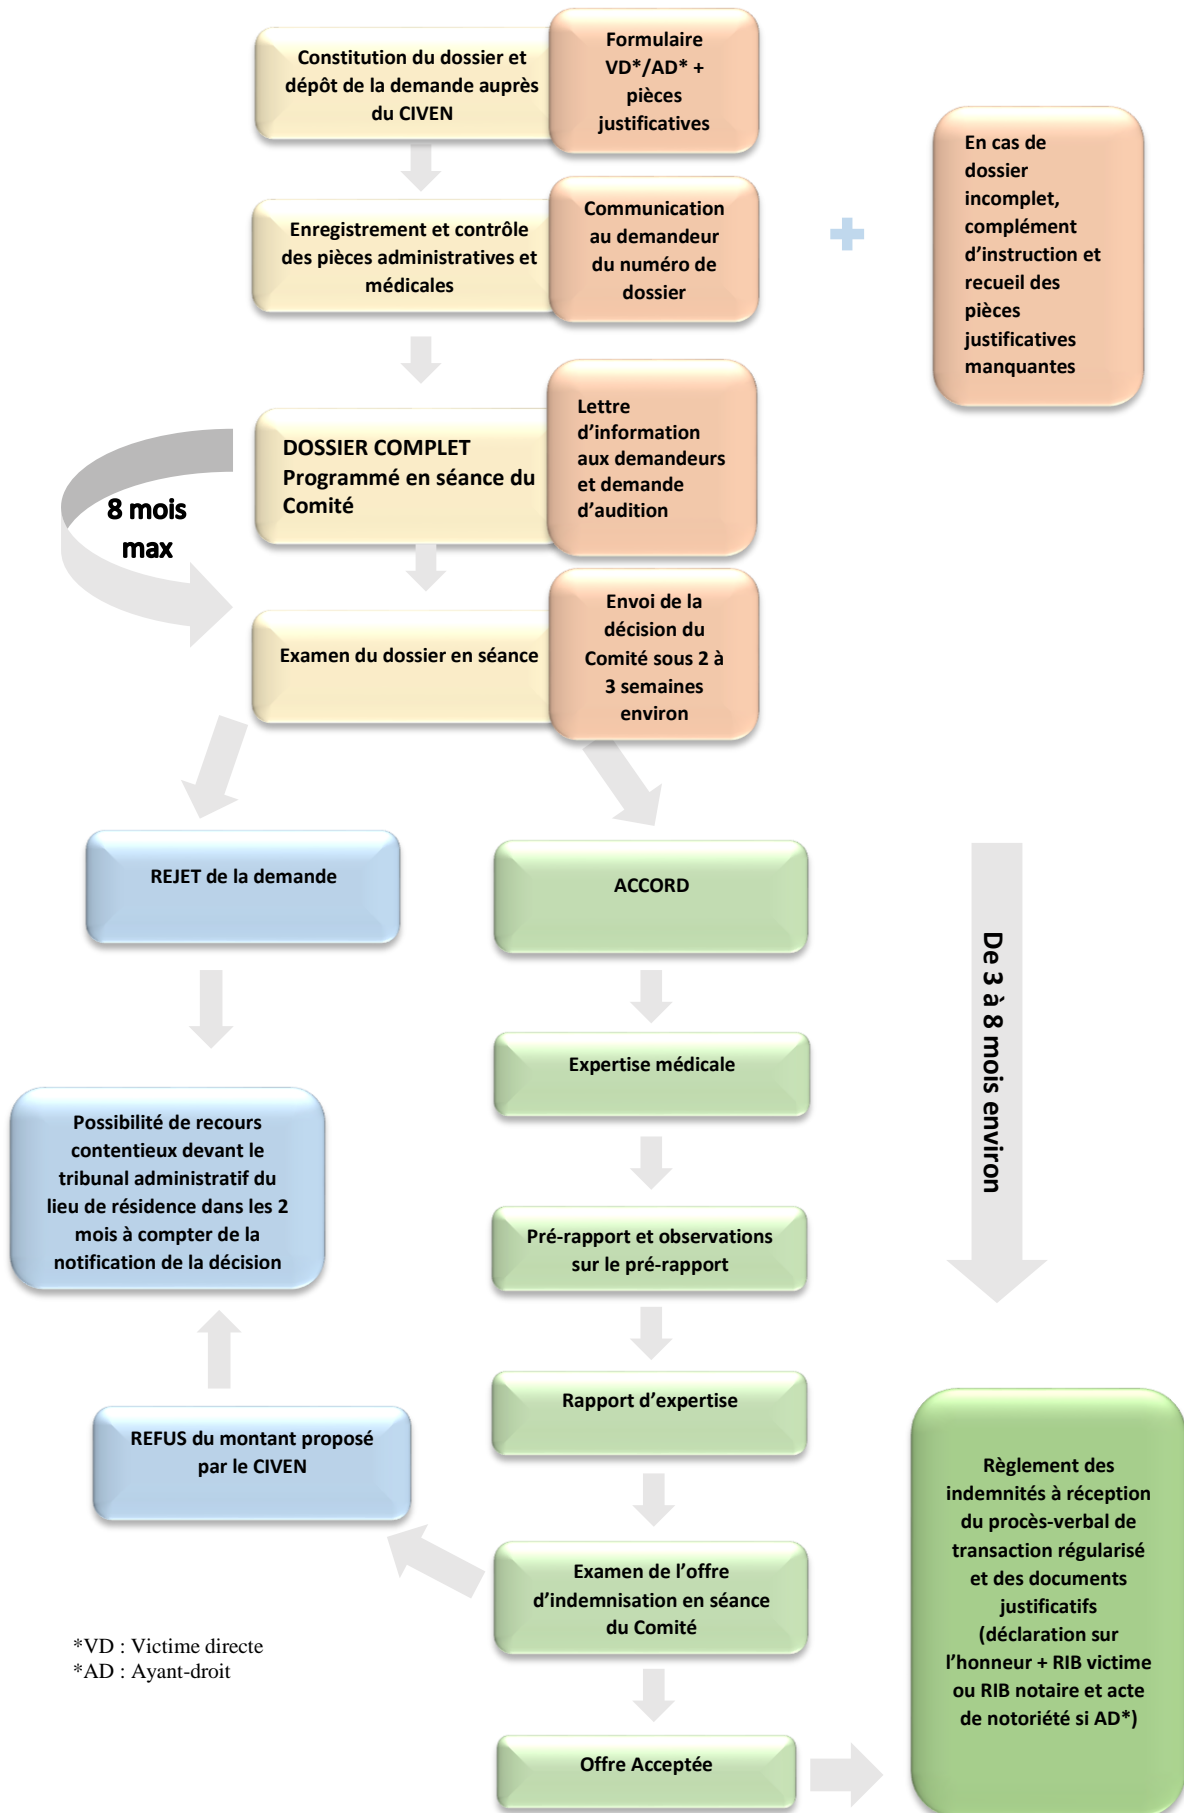 Constitution du dossier et
dépôt de la demande auprès
du CIVEN
Formulaire
VD*/AD* +
pièces
justificatives
Enregistrement et contrôle
des pièces administratives et
médicales
Communication
au demandeur
du numéro de
dossier
En cas de
dossier
incomplet,
complément
d’instruction et
recueil des
pièces
justificatives
manquantes
DOSSIER COMPLET
Programmé en séance du
Comité
Lettre
d’information
aux demandeurs
et demande
d’audition
8 mois
max
Examen du dossier en séance
Envoi de la
décision du
Comité sous 2 à
3 semaines
environ
REJET de la demande
ACCORD
De 3 à 8 mois environ
Expertise médicale
Possibilité de recours
contentieux devant le
tribunal administratif du
lieu de résidence dans les 2
mois à compter de la
notification de la décision
Pré-rapport et observations
sur le pré-rapport
Rapport d’expertise
REFUS du montant proposé
par le CIVEN
Examen de l’offre
d’indemnisation en séance
du Comité
Règlement des
indemnités à réception
du procès-verbal de
transaction régularisé
et des documents
justificatifs
(déclaration sur
l’honneur + RIB victime
ou RIB notaire et acte
de notoriété si AD*)
*VD : Victime directe
*AD : Ayant-droit
Offre Acceptée